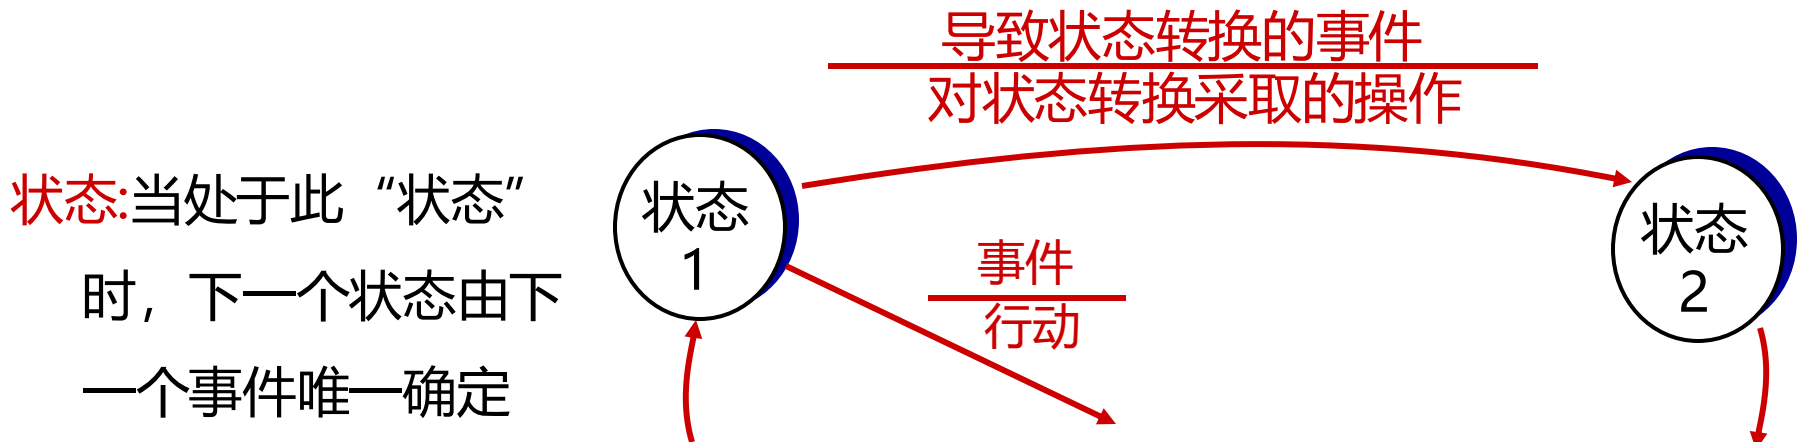 导致状态转换的事件
对状态转换采取的操作
状态:当处于此“状态”
时，下一个状态由下
一个事件唯一确定
状态
1
事件
行动
状态
2